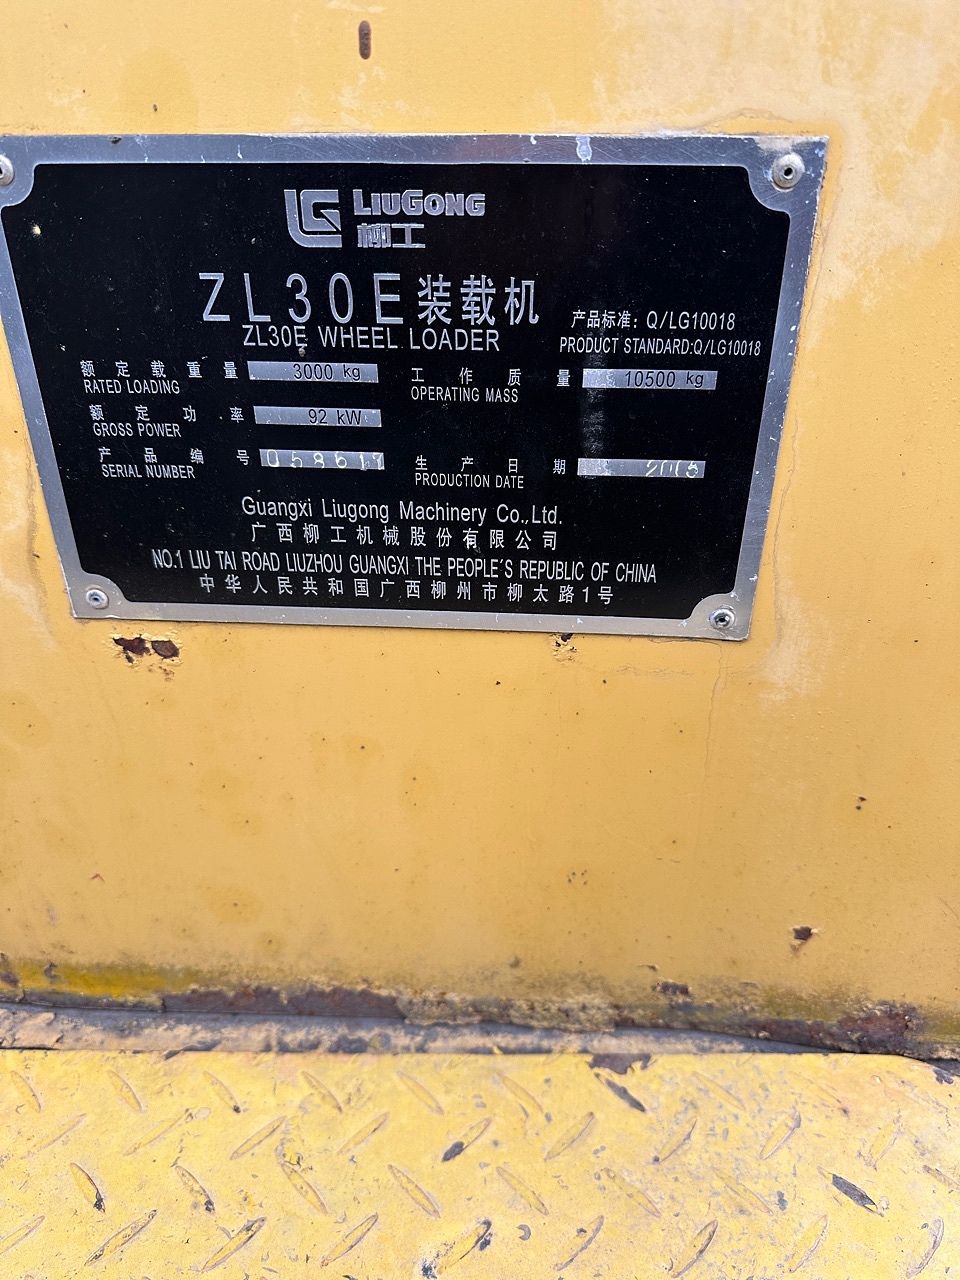 LG LIUGONG
柳工
ZL30E装载机
ZL30E WHEEL LOADER
产品标准: Q/LG10018
PRODUCT STANDARD:Q/LG10018
额定载重量 3000 kg
RATED LOADING
工作质量 10500 kg
OPERATING MASS
额定功率 92 kW
GROSS POWER
产品编号
SERIAL NUMBER
生产日期
PRODUCTION DATE
Guangxi Liugong Machinery Co.,Ltd.
广西柳工机械股份有限公司
NO.1 LIU TAI ROAD LIUZHOU GUANGXI THE PEOPLE'S REPUBLIC OF CHINA
中华人民共和国广西柳州市柳太路1号